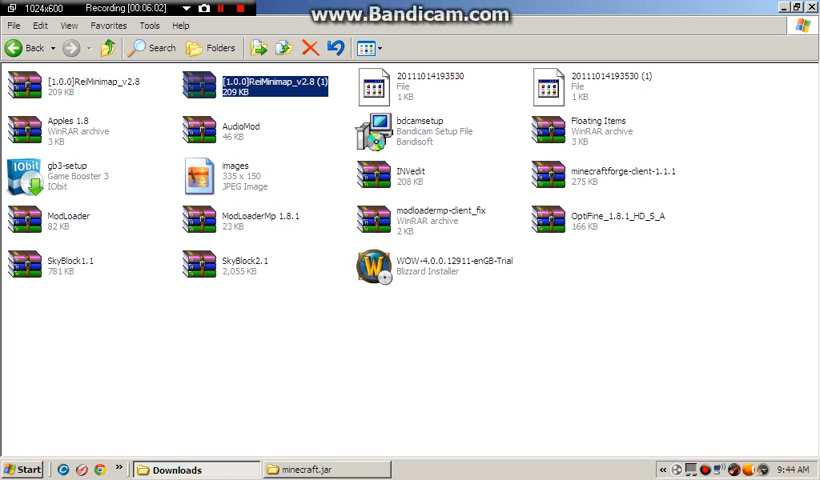 1024x600 Recording [00:06:02]
www.Bandicam.com
File Edit View Favorites Tools Help
Back Search Folders
[1.0.0]ReiMinimap_v2.8
209 KB
[1.0.0]ReiMinimap_v2.8 (1)
209 KB
20111014193530
File
1 KB
20111014193530 (1)
File
1 KB
Apples 1.8
WinRAR archive
3 KB
AudioMod
46 KB
bdcamsetup
Bandicam Setup File
Bandisoft
Floating Items
WinRAR archive
3 KB
IObit
gb3-setup
Game Booster 3
IObit
images
335 x 150
JPEG Image
INVedit
208 KB
minecraftforge-client-1.1.1
275 KB
ModLoader
82 KB
ModLoaderMp 1.8.1
23 KB
modloadermp-client_fix
WinRAR archive
2 KB
OptiFine_1.8.1_HD_S_A
166 KB
SkyBlock1.1
781 KB
SkyBlock2.1
2,055 KB
WOW-4.0.0.12911-enGB-Trial
Blizzard Installer
Start Downloads minecraft.jar 9:44 AM